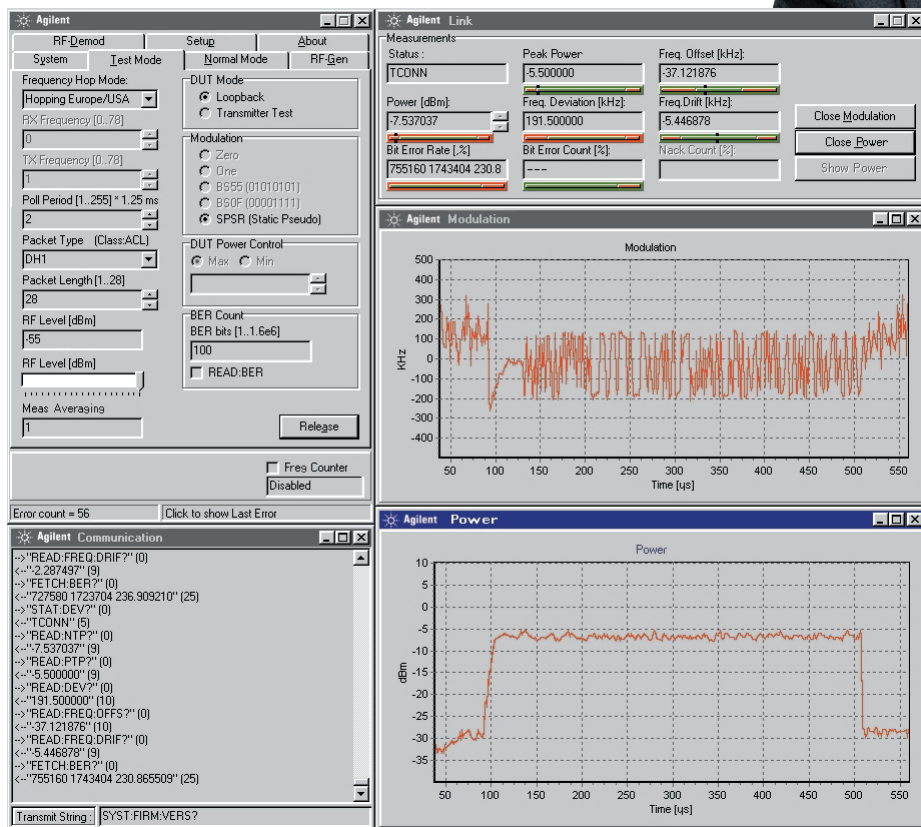 Agilent
RF-Demod Setup About
System Test Mode Normal Mode RF-Gen
Frequency Hop Mode:
Hopping Europe/USA
RX Frequency [0..78]
0
TX Frequency [0..78]
1
Poll Period [1..255] * 1.25 ms
2
Packet Type (Class:ACL)
DH1
Packet Length [1..28]
28
RF Level [dBm]
-55
RF Level [dBm]
Meas Averaging
1
DUT Mode
Loopback
Transmitter Test
Modulation
Zero
One
BS55 (01010101)
BS0F (00001111)
SPSR (Static Pseudo)
DUT Power Control
Max Min
BER Count
BER bits [1..1.6e6]
100
READ:BER
Release
Freq Counter
Disabled
Error count = 56 Click to show Last Error
Agilent Communication
-->"READ:FREQ:DRIF?" (0)
<--"-2.287497" (9)
-->"FETCH:BER?" (0)
<--"727580 1723704 236.909210" (25)
-->"STAT:DEV?" (0)
<--"TCONN" (5)
-->"READ:NTP?" (0)
<--"-7.537037" (9)
-->"READ:PTP?" (0)
<--"-5.500000" (9)
-->"READ:DEV?" (0)
<--"191.500000" (10)
-->"READ:FREQ:OFFS?" (0)
<--"-37.121876" (10)
-->"READ:FREQ:DRIF?" (0)
<--"-5.446878" (9)
-->"FETCH:BER?" (0)
<--"755160 1743404 230.865509" (25)
Transmit String : SYST:FIRM:VERS?
Agilent Link
Measurements
Status : Peak Power Freq. Offset [kHz]
TCONN -5.500000 -37.121876
Power [dBm]: Freq. Deviation [kHz]: Freq.Drift [kHz]:
-7.537037 191.500000 -5.446878
Bit Error Rate [,%] Bit Error Count [%]: Nack Count [%]:
755160 1743404 230.8 ---
Close Modulation
Close Power
Show Power
Agilent Modulation
Modulation
500
400
300
200
100
0
-100
-200
-300
-400
kHz
50 100 150 200 250 300 350 400 450 500 550
Time [µs]
Agilent Power
Power
10
5
0
-5
-10
-15
-20
-25
-30
-35
dBm
50 100 150 200 250 300 350 400 450 500 550
Time [µs]